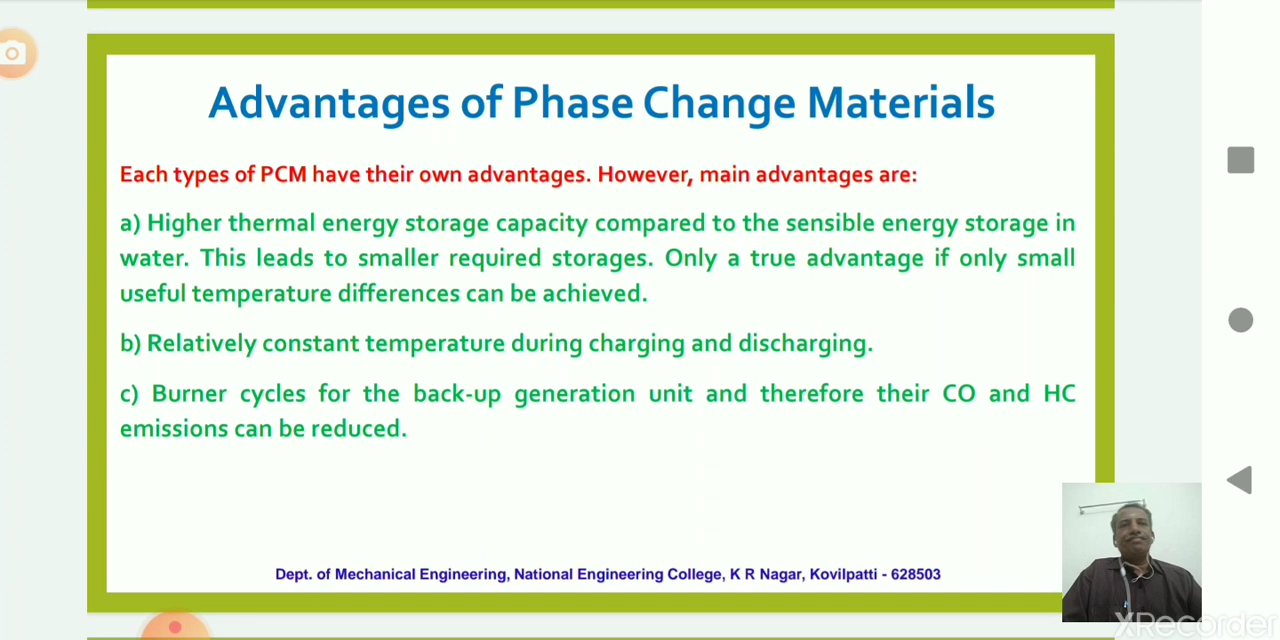 Advantages of Phase Change Materials
Each types of PCM have their own advantages. However, main advantages are:
a) Higher thermal energy storage capacity compared to the sensible energy storage in
water. This leads to smaller required storages. Only a true advantage if only small
useful temperature differences can be achieved.
b) Relatively constant temperature during charging and discharging.
c) Burner cycles for the back-up generation unit and therefore their CO and HC
emissions can be reduced.
Dept. of Mechanical Engineering, National Engineering College, K R Nagar, Kovilpatti - 628503
XRecorder